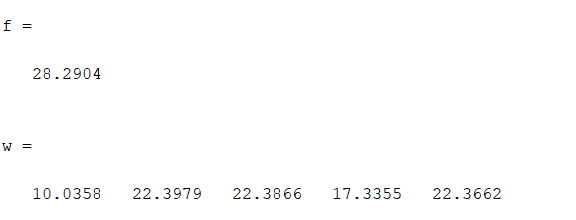 f =
28.2904
w =
10.0358 22.3979 22.3866 17.3355 22.3662